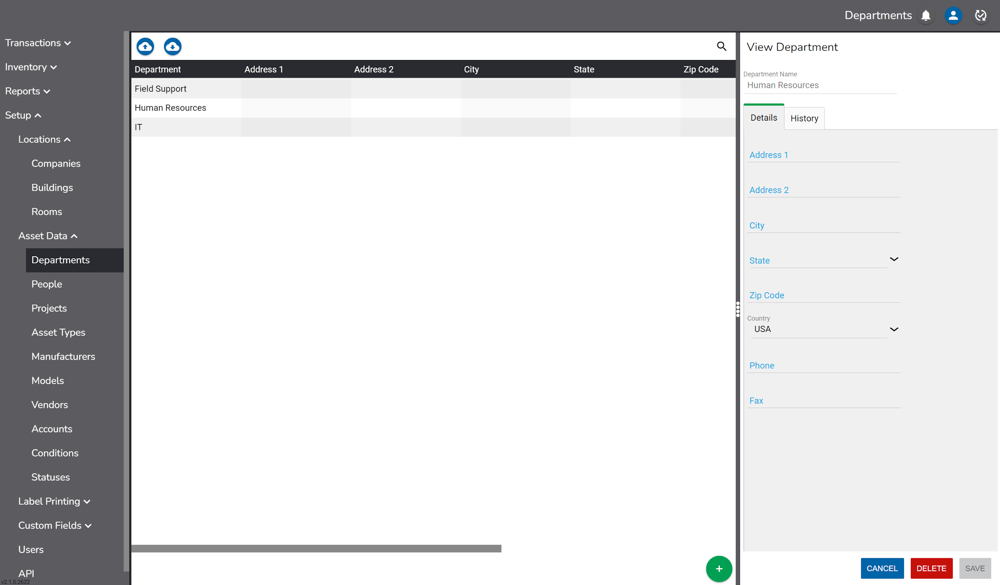 Departments
Transactions
Inventory
Reports
Setup
Locations
Companies
Buildings
Rooms
Asset Data
Departments
People
Projects
Asset Types
Manufacturers
Models
Vendors
Accounts
Conditions
Statuses
Label Printing
Custom Fields
Users
API
v2.1.0.2622
Department Address 1 Address 2 City State Zip Code
Field Support
Human Resources
IT
View Department
Department Name
Human Resources
Details History
Address 1
Address 2
City
State
Zip Code
Country
USA
Phone
Fax
CANCEL DELETE SAVE